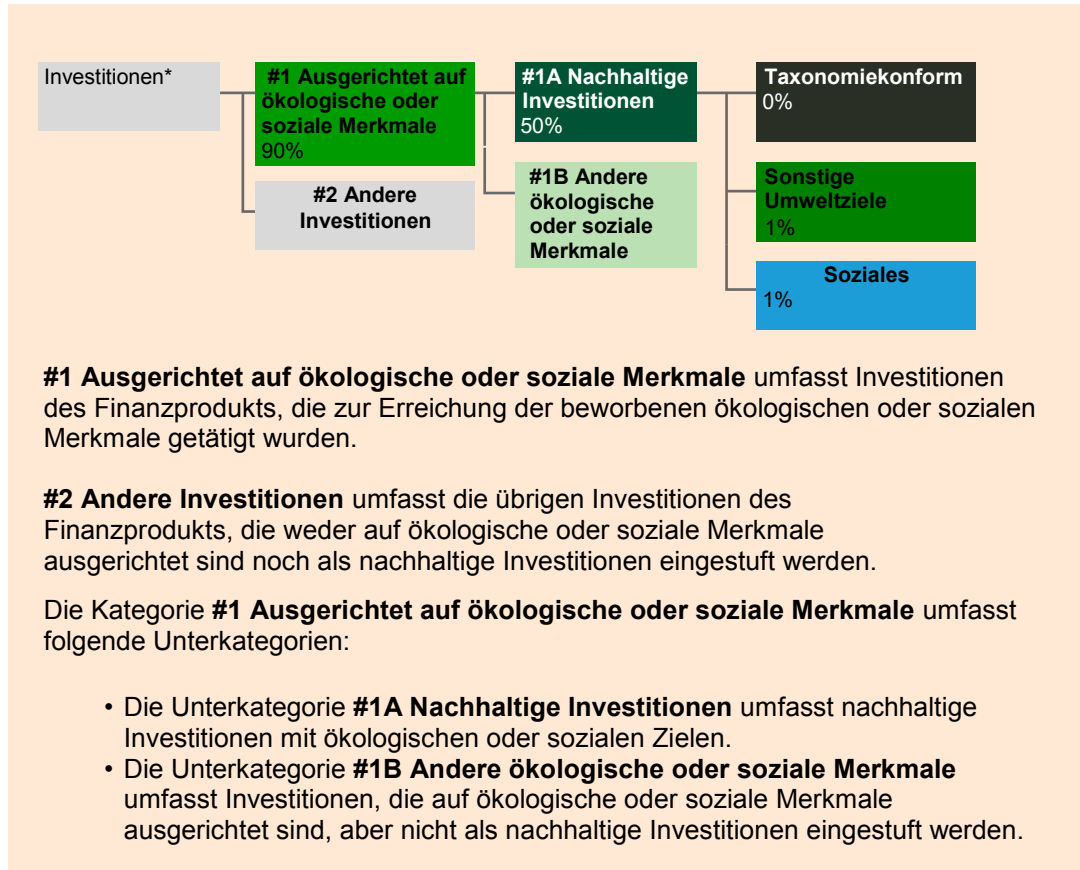 Investitionen*
#1 Ausgerichtet auf
ökologische oder
soziale Merkmale
90%
#2 Andere
Investitionen
#1A Nachhaltige
Investitionen
50%
#1B Andere
ökologische
oder soziale
Merkmale
Taxonomiekonform
0%
Sonstige
Umweltziele
1%
Soziales
1%
#1 Ausgerichtet auf ökologische oder soziale Merkmale umfasst Investitionen
des Finanzprodukts, die zur Erreichung der beworbenen ökologischen oder sozialen
Merkmale getätigt wurden.
#2 Andere Investitionen umfasst die übrigen Investitionen des
Finanzprodukts, die weder auf ökologische oder soziale Merkmale
ausgerichtet sind noch als nachhaltige Investitionen eingestuft werden.
Die Kategorie #1 Ausgerichtet auf ökologische oder soziale Merkmale umfasst
folgende Unterkategorien:
• Die Unterkategorie #1A Nachhaltige Investitionen umfasst nachhaltige
Investitionen mit ökologischen oder sozialen Zielen.
• Die Unterkategorie #1B Andere ökologische oder soziale Merkmale
umfasst Investitionen, die auf ökologische oder soziale Merkmale
ausgerichtet sind, aber nicht als nachhaltige Investitionen eingestuft werden.